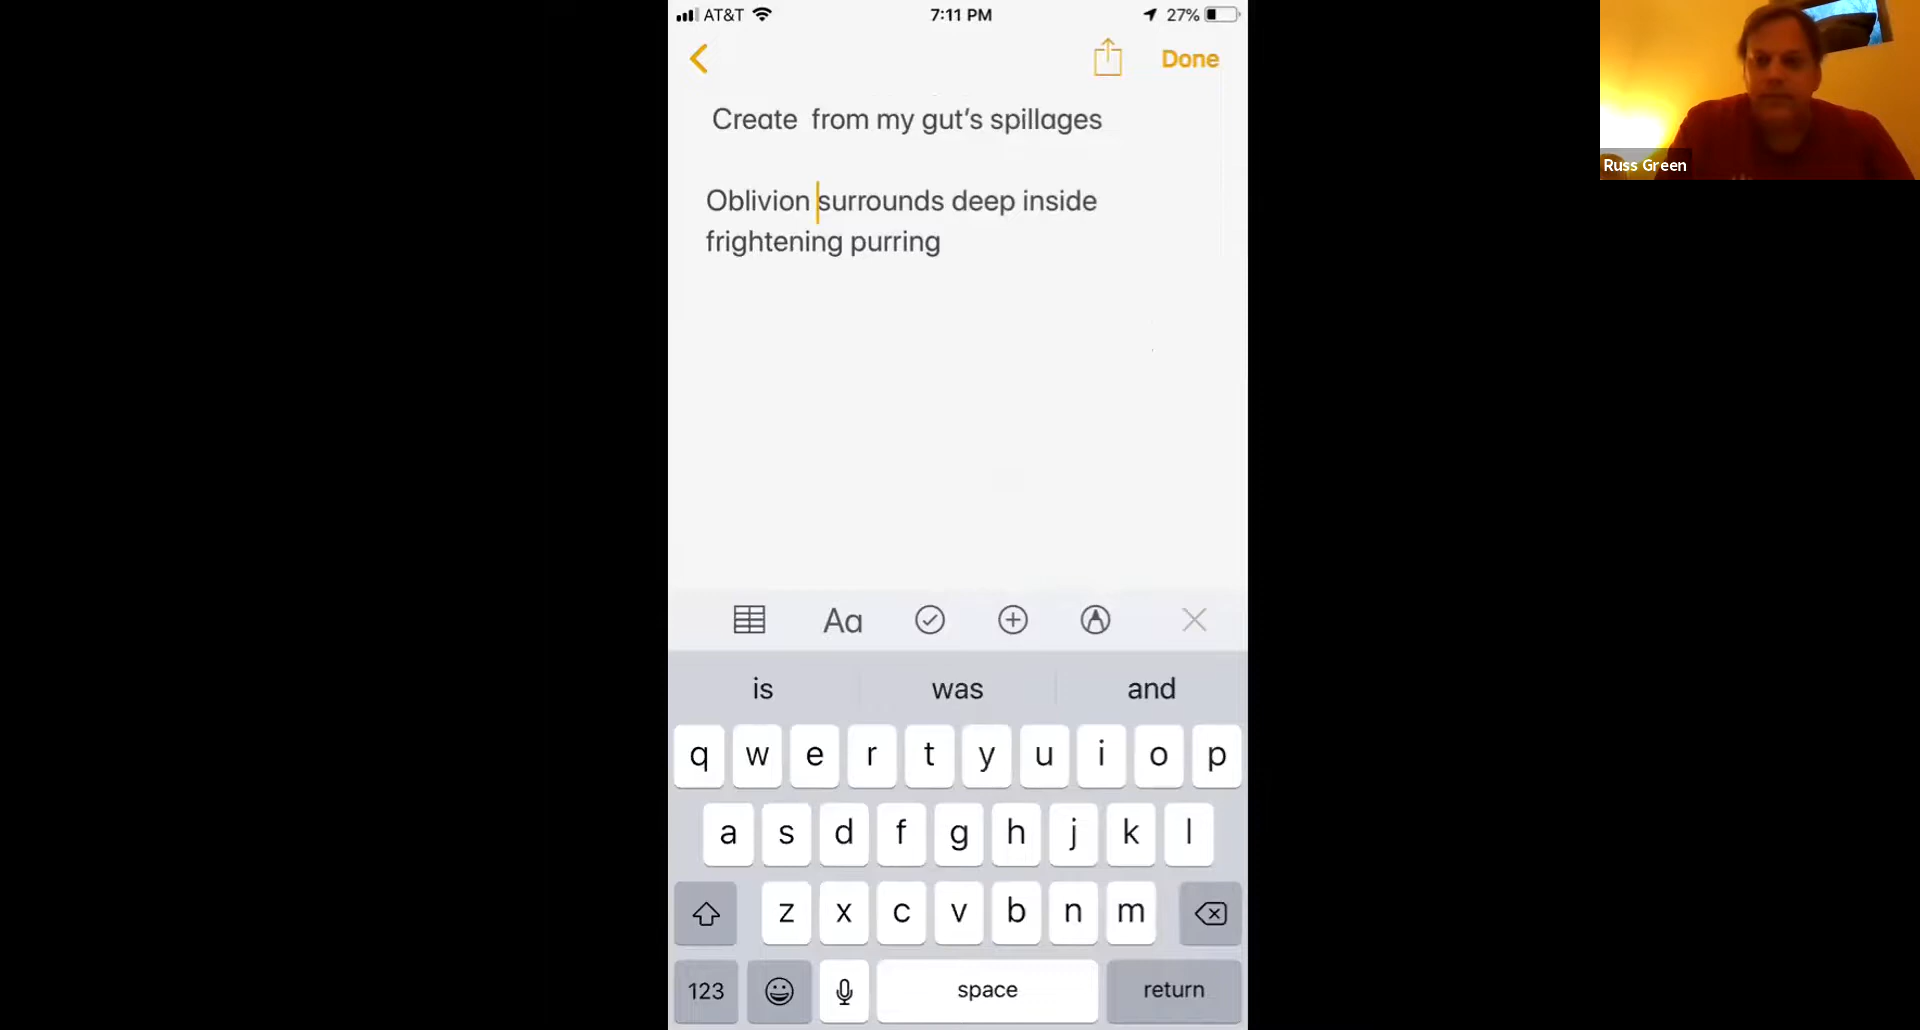 AT&T 7:11 PM 27%
Done
Create  from my gut’s spillages
Oblivion surrounds deep inside
frightening purring
Aa
is was and
q w e r t y u i o p
a s d f g h j k l
z x c v b n m
123 space return
Russ Green